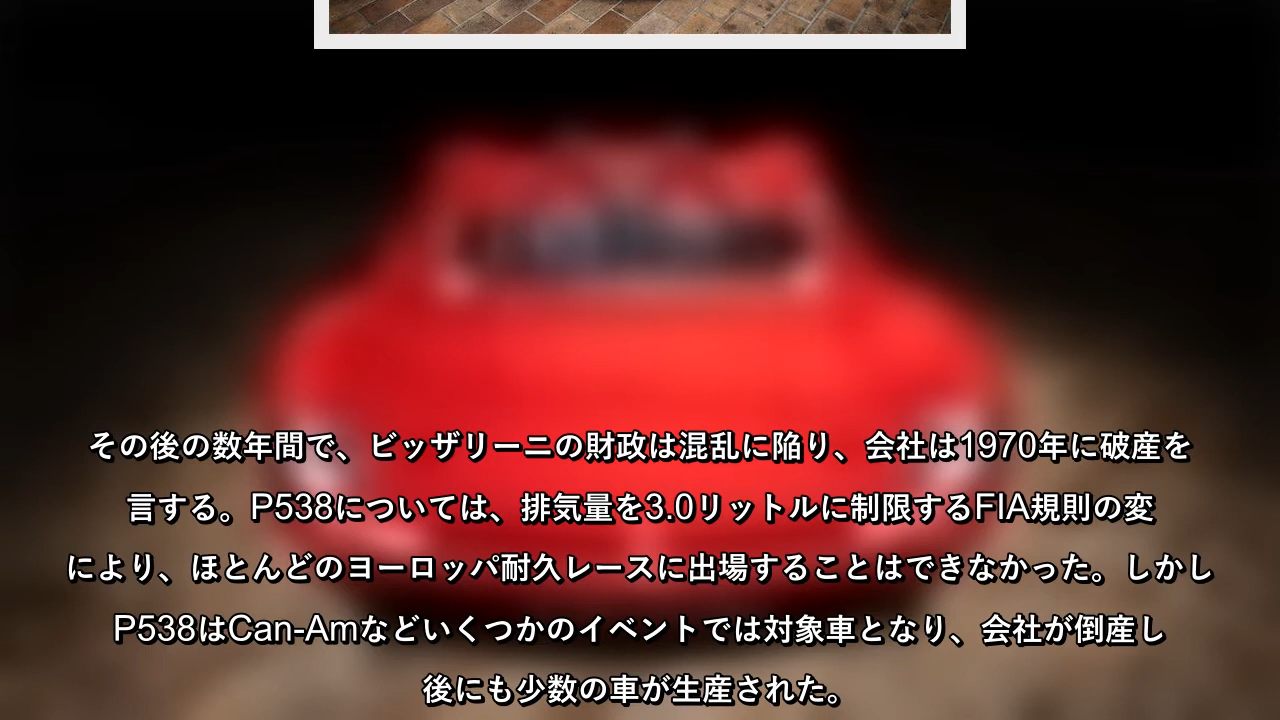 その後の数年間で、ビッザリーニの財政は混乱に陥り、会社は1970年に破産を
言する。P538については、排気量を3.0リットルに制限するFIA規則の変
により、ほとんどのヨーロッパ耐久レースに出場することはできなかった。しかし
P538はCan-Amなどいくつかのイベントでは対象車となり、会社が倒産し
後にも少数の車が生産された。